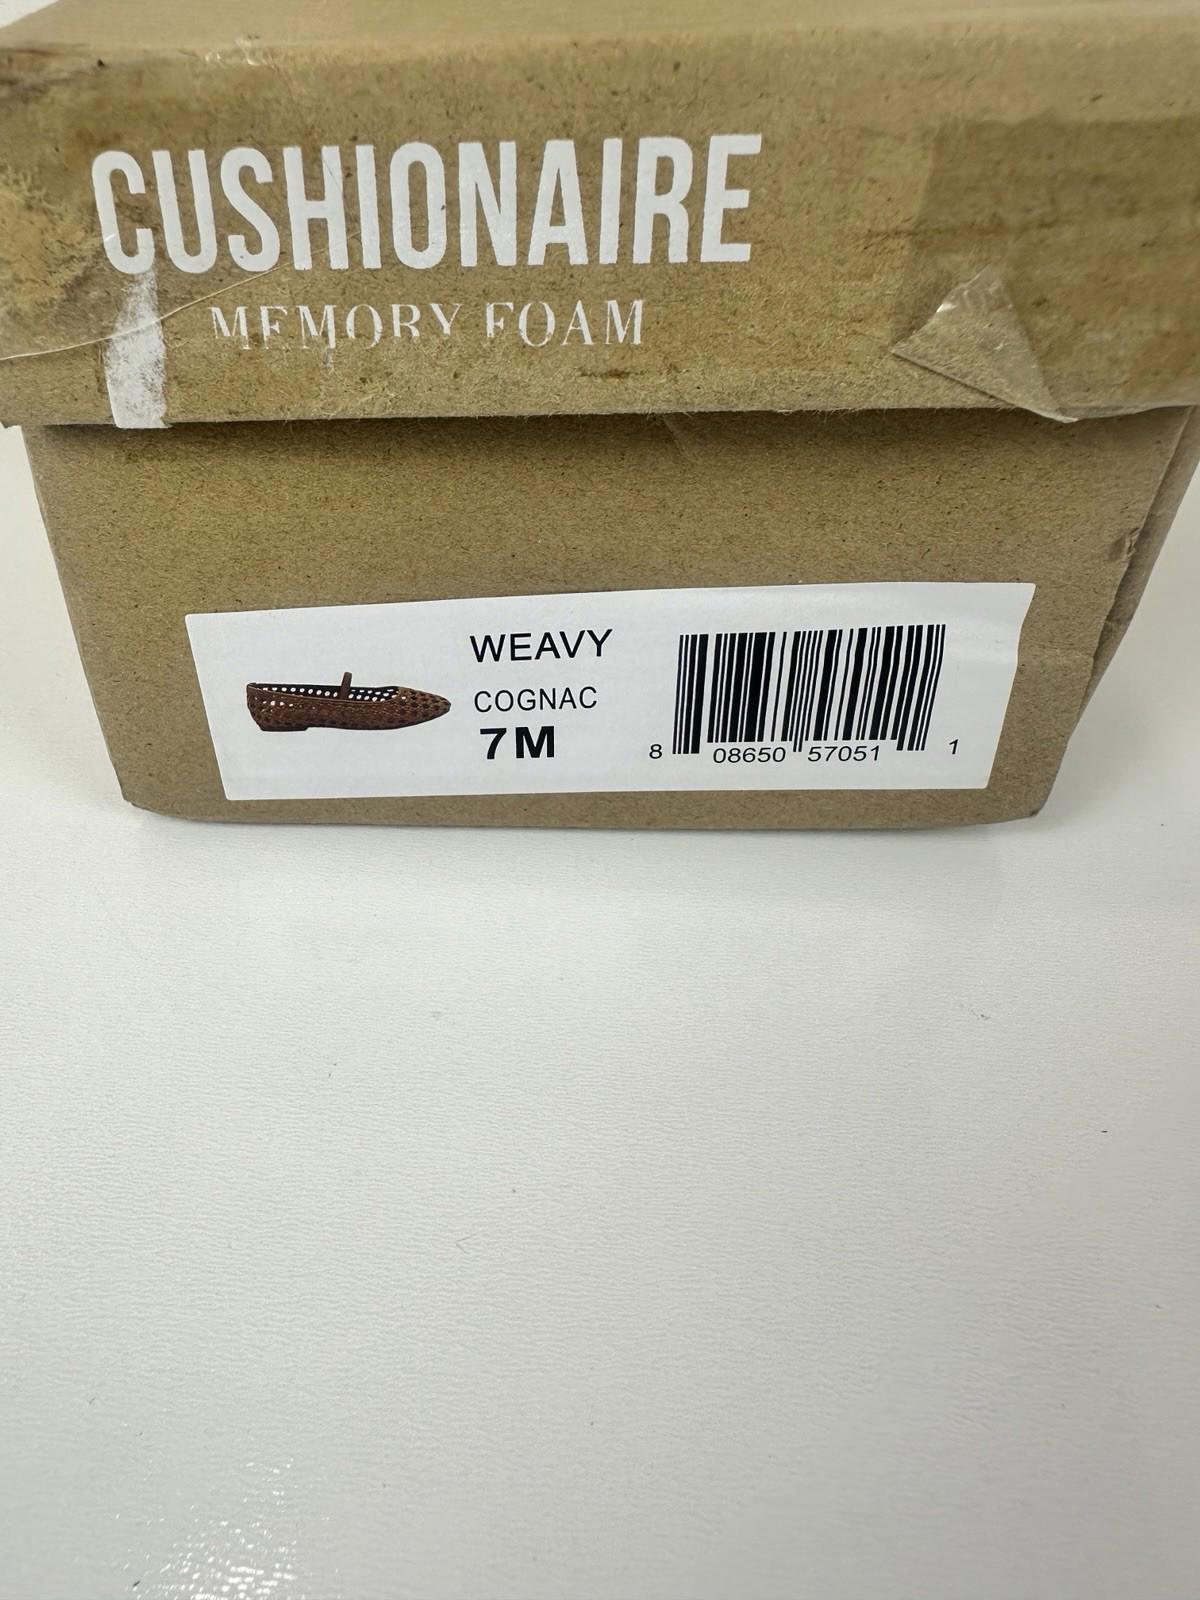 CUSHIONAIRE
MEMORY FOAM
WEAVY
COGNAC
7M
8 08650 57051 1